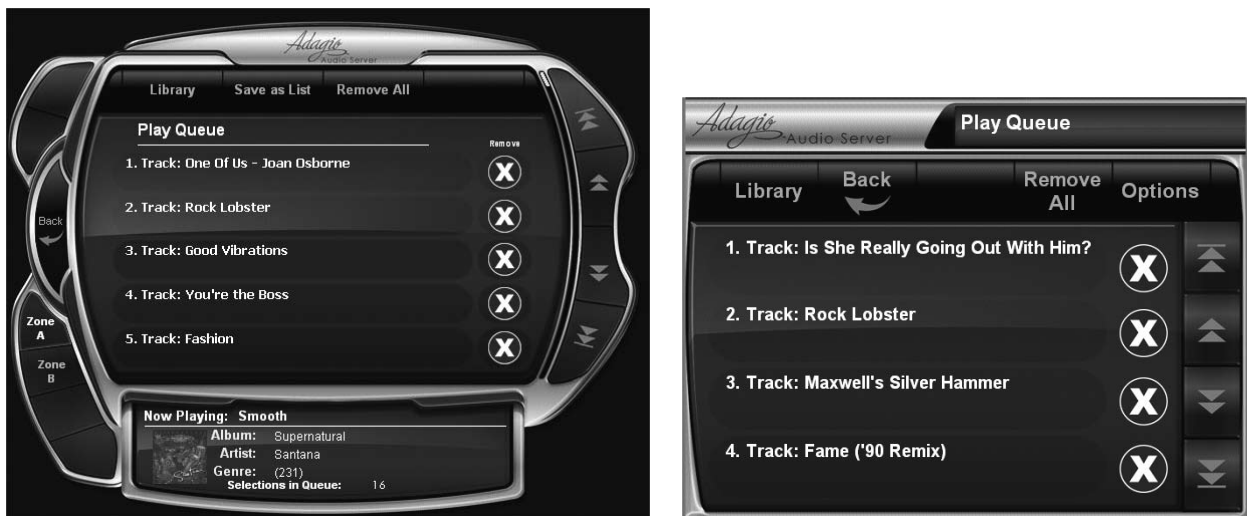 Adagio
Audio Server
Library Save as List Remove All
Play Queue
Remove
1. Track: One Of Us - Joan Osborne
X
2. Track: Rock Lobster
X
3. Track: Good Vibrations
X
4. Track: You're the Boss
X
5. Track: Fashion
X
Back
Zone
A
Zone
B
Now Playing: Smooth
Album: Supernatural
Artist: Santana
Genre: (231)
Selections in Queue: 16
Adagio
Audio Server
Play Queue
Library Back Remove All Options
1. Track: Is She Really Going Out With Him?
X
2. Track: Rock Lobster
X
3. Track: Maxwell's Silver Hammer
X
4. Track: Fame ('90 Remix)
X